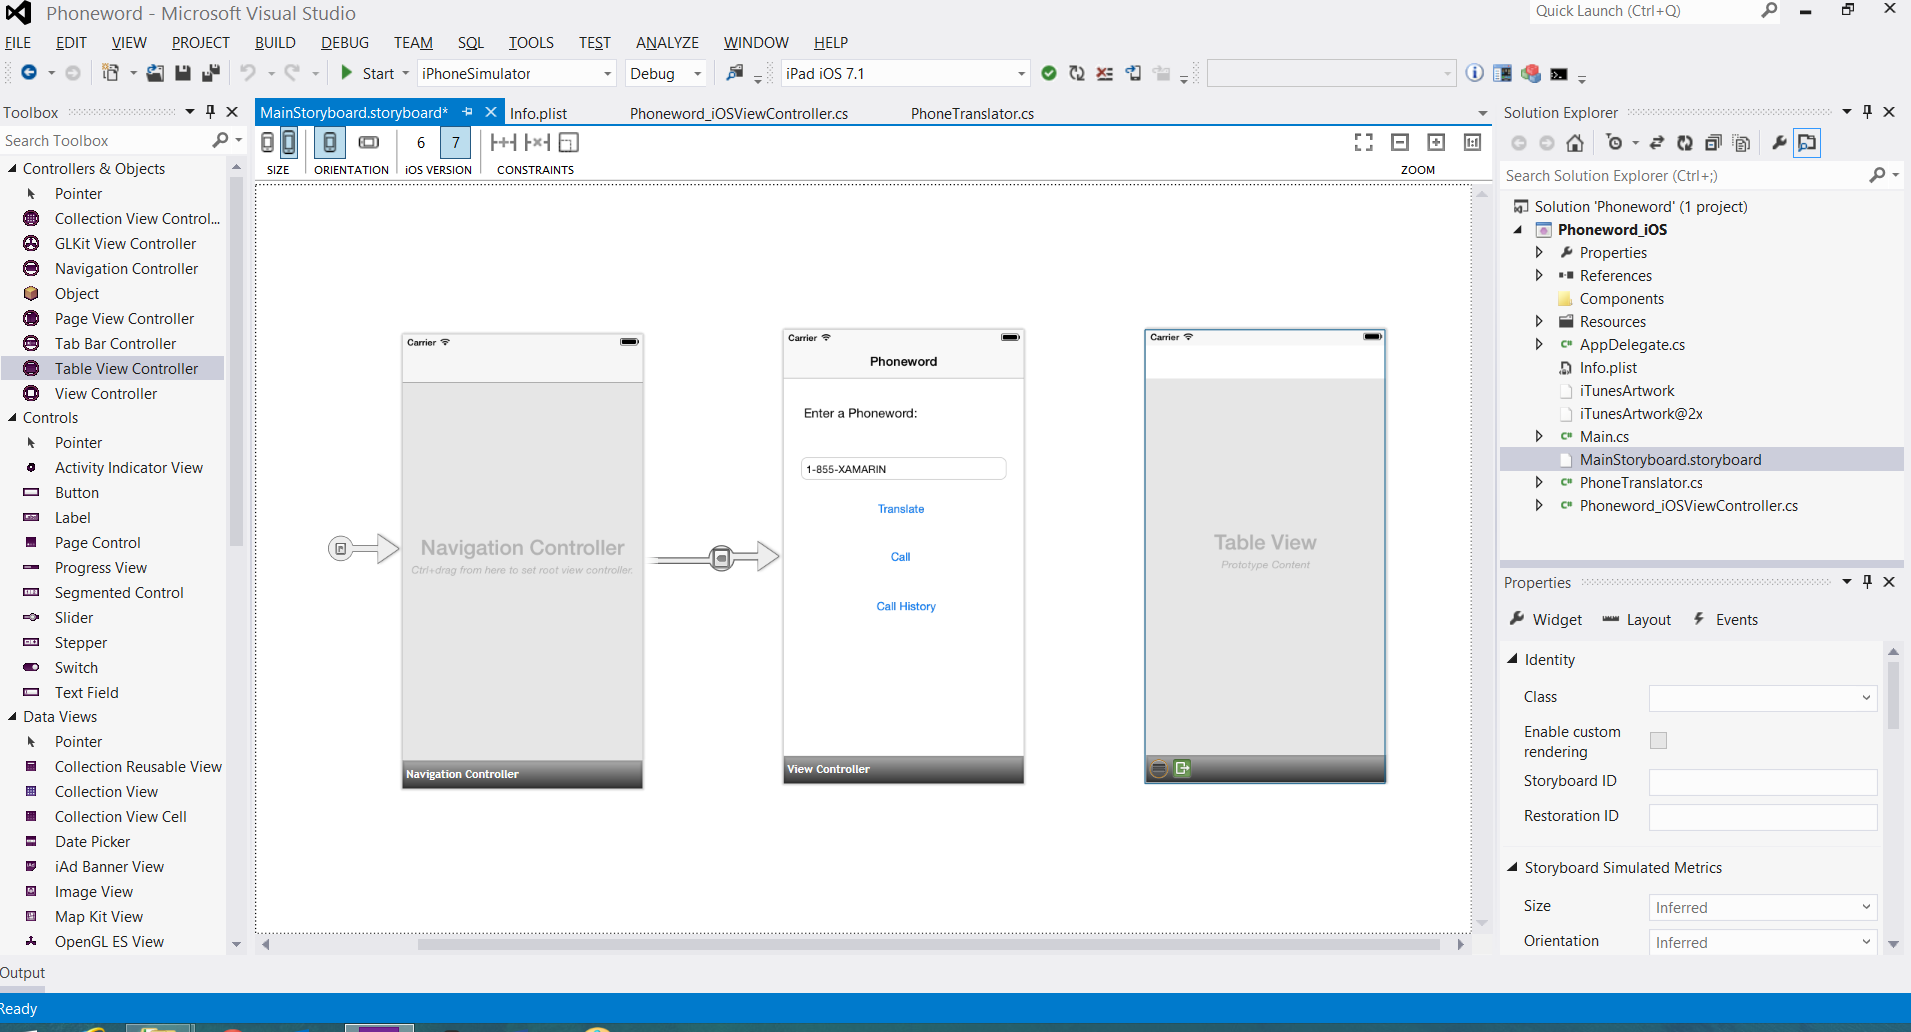 Phoneword - Microsoft Visual Studio
Quick Launch (Ctrl+Q)
FILE EDIT VIEW PROJECT BUILD DEBUG TEAM SQL TOOLS TEST ANALYZE WINDOW HELP
Start iPhoneSimulator Debug iPad iOS 7.1
Toolbox
Search Toolbox
Controllers & Objects
Pointer
Collection View Control...
GLKit View Controller
Navigation Controller
Object
Page View Controller
Tab Bar Controller
Table View Controller
View Controller
Controls
Pointer
Activity Indicator View
Button
Label
Page Control
Progress View
Segmented Control
Slider
Stepper
Switch
Text Field
Data Views
Pointer
Collection Reusable View
Collection View
Collection View Cell
Date Picker
iAd Banner View
Image View
Map Kit View
OpenGL ES View
MainStoryboard.storyboard* Info.plist Phoneword_iOSViewController.cs PhoneTranslator.cs
6 7
SIZE ORIENTATION iOS VERSION CONSTRAINTS ZOOM
Carrier
Navigation Controller
Ctrl+drag from here to set root view controller.
Navigation Controller
Carrier
Phoneword
Enter a Phoneword:
1-855-XAMARIN
Translate
Call
Call History
View Controller
Carrier
Table View
Prototype Content
Solution Explorer
Search Solution Explorer (Ctrl+;)
Solution 'Phoneword' (1 project)
Phoneword_iOS
Properties
References
Components
Resources
AppDelegate.cs
Info.plist
iTunesArtwork
iTunesArtwork@2x
Main.cs
MainStoryboard.storyboard
PhoneTranslator.cs
Phoneword_iOSViewController.cs
Properties
Widget Layout Events
Identity
Class
Enable custom
rendering
Storyboard ID
Restoration ID
Storyboard Simulated Metrics
Size Inferred
Orientation Inferred
Output
Ready